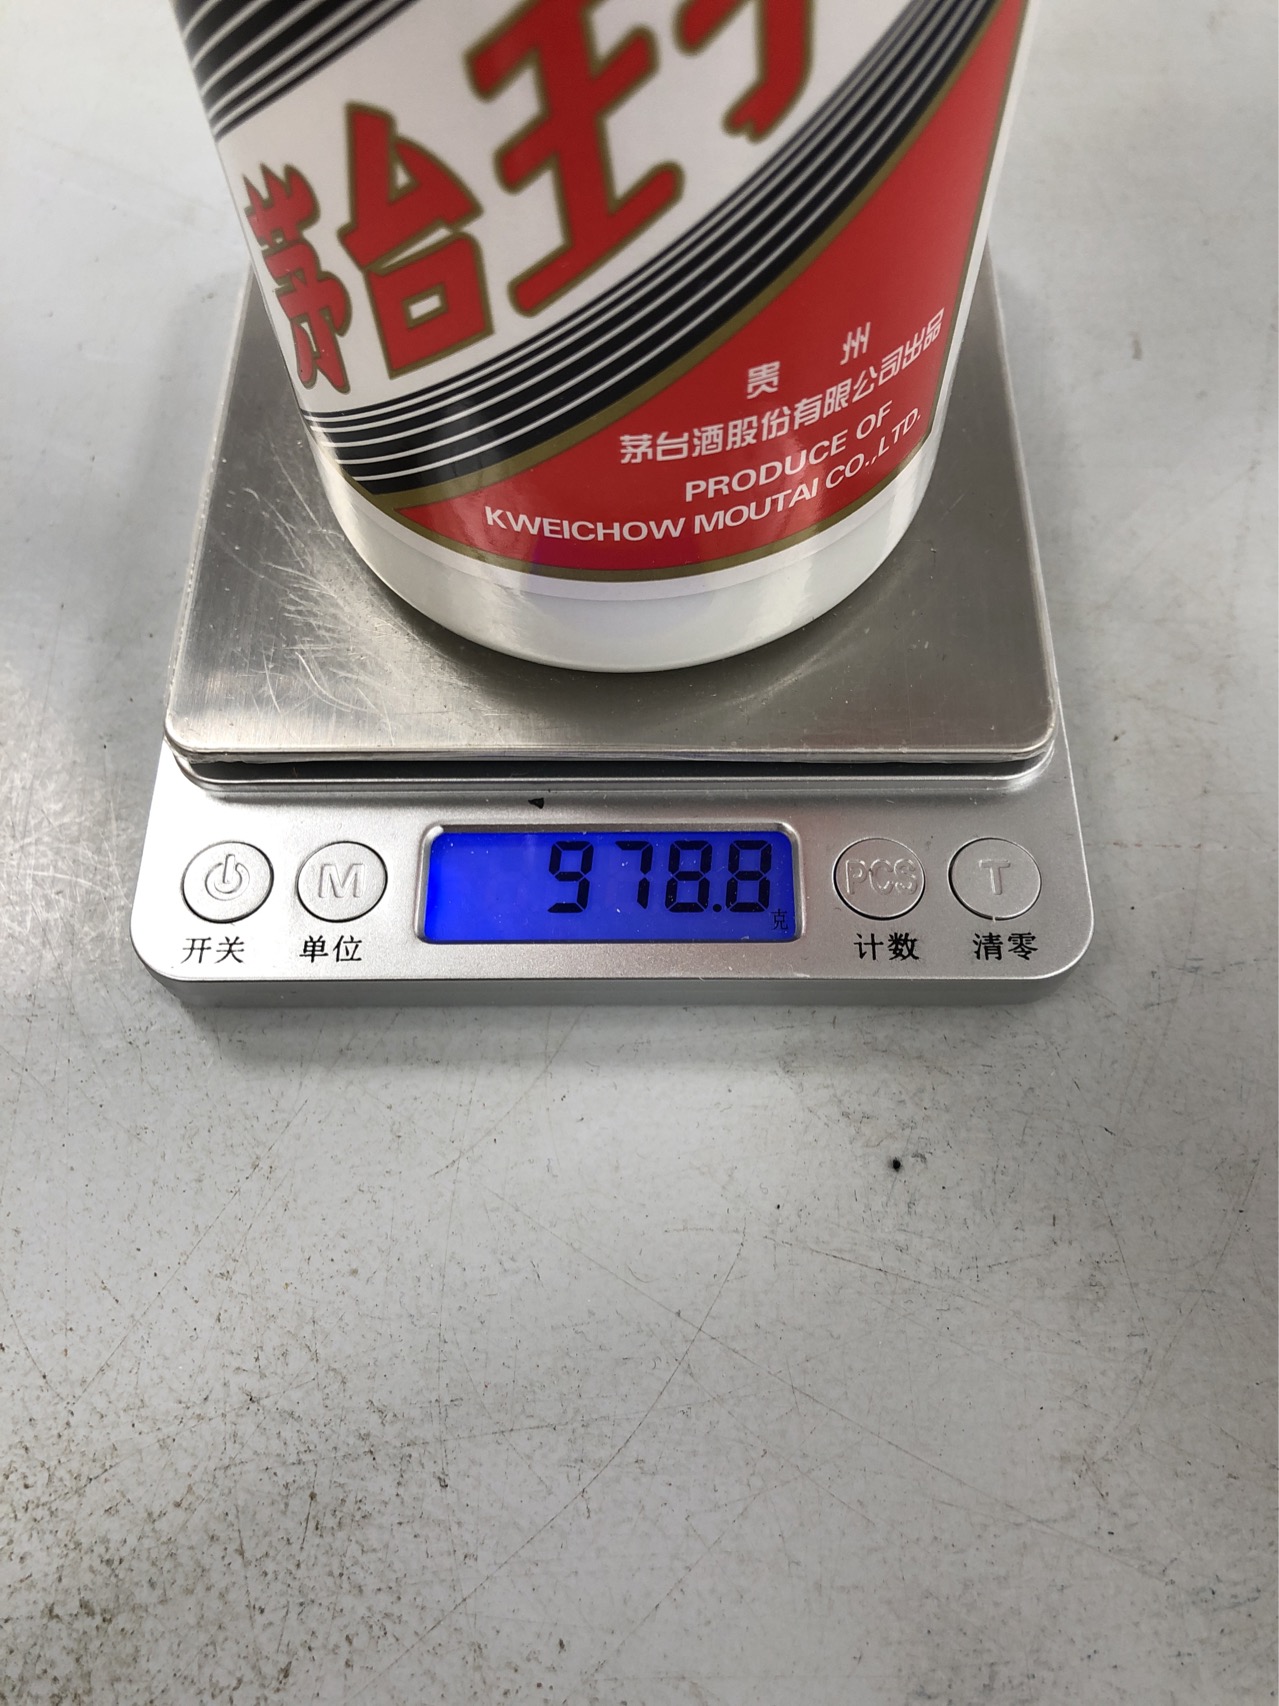 茅台王子
贵州
茅台酒股份有限公司出品
PRODUCE OF
KWEICHOW MOUTAI CO.,LTD.
978.8
克
M
PCS
T
开关
单位
计数
清零